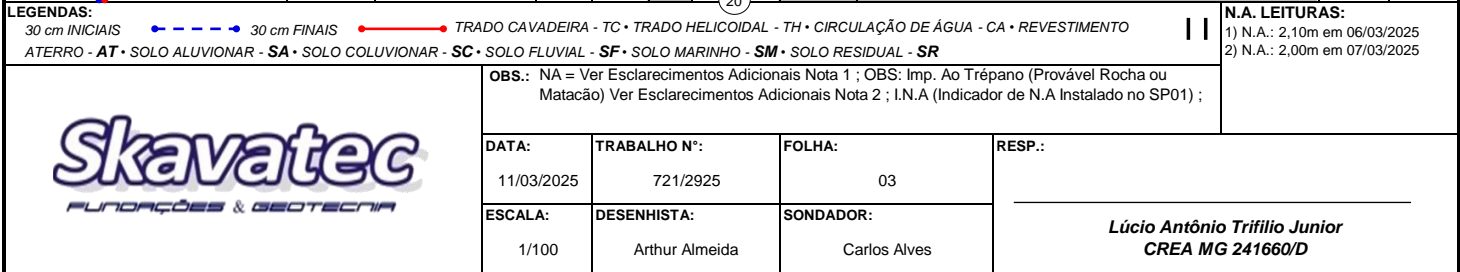 20
LEGENDAS:
30 cm INICIAIS 30 cm FINAIS TRADO CAVADEIRA - TC • TRADO HELICOIDAL - TH • CIRCULAÇÃO DE ÁGUA - CA • REVESTIMENTO
ATERRO - AT • SOLO ALUVIONAR - SA • SOLO COLUVIONAR - SC • SOLO FLUVIAL - SF • SOLO MARINHO - SM • SOLO RESIDUAL - SR
N.A. LEITURAS:
1) N.A.: 2,10m em 06/03/2025
2) N.A.: 2,00m em 07/03/2025
OBS.: NA = Ver Esclarecimentos Adicionais Nota 1 ; OBS: Imp. Ao Trépano (Provável Rocha ou
Matacão) Ver Esclarecimentos Adicionais Nota 2 ; I.N.A (Indicador de N.A Instalado no SP01) ;
Skavatec
FUNDAÇÕES & GEOTECNIA
DATA: TRABALHO N°: FOLHA: RESP.:
11/03/2025 721/2925 03
ESCALA: DESENHISTA: SONDADOR:
1/100 Arthur Almeida Carlos Alves
Lúcio Antônio Trifilio Junior
CREA MG 241660/D